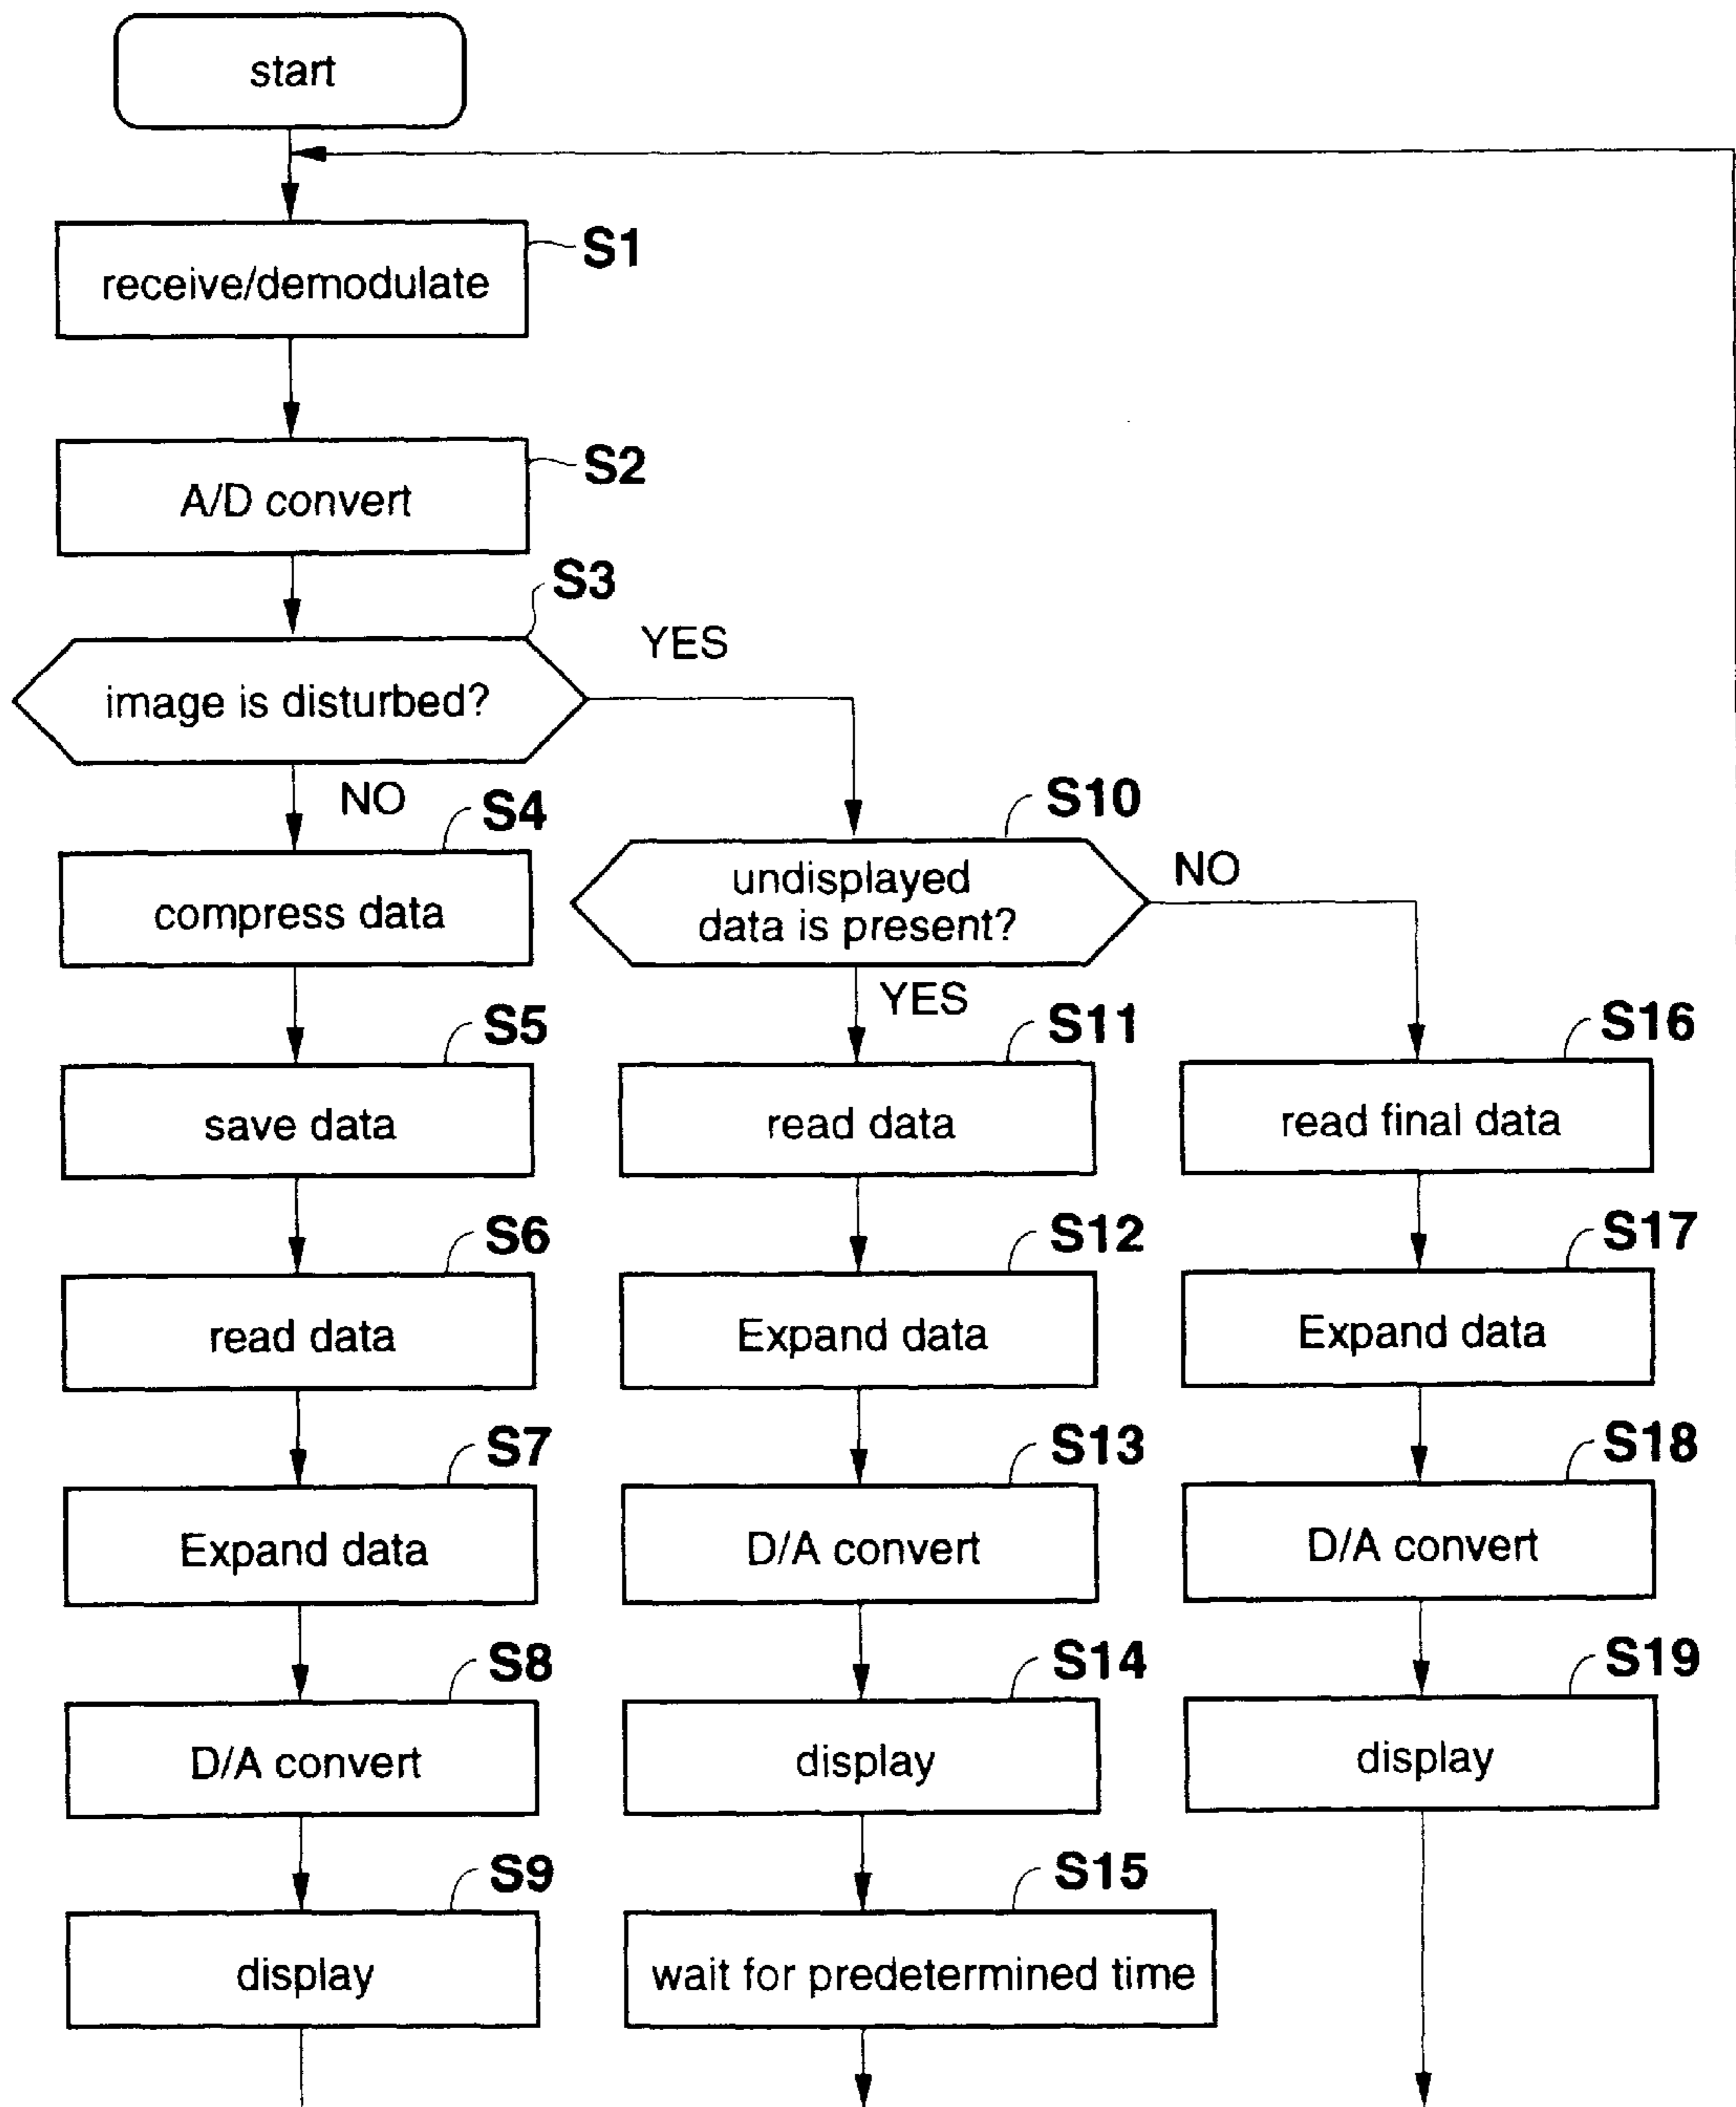 start
S1
receive/demodulate
S2
A/D convert
S3
YES
image is disturbed?
NO
S4
compress data
S10
undisplayed
data is present?
NO
YES
S5
save data
S11
read data
S16
read final data
S6
read data
S12
Expand data
S17
Expand data
S7
Expand data
S13
D/A convert
S18
D/A convert
S8
D/A convert
S14
display
S19
display
S9
display
S15
wait for predetermined time